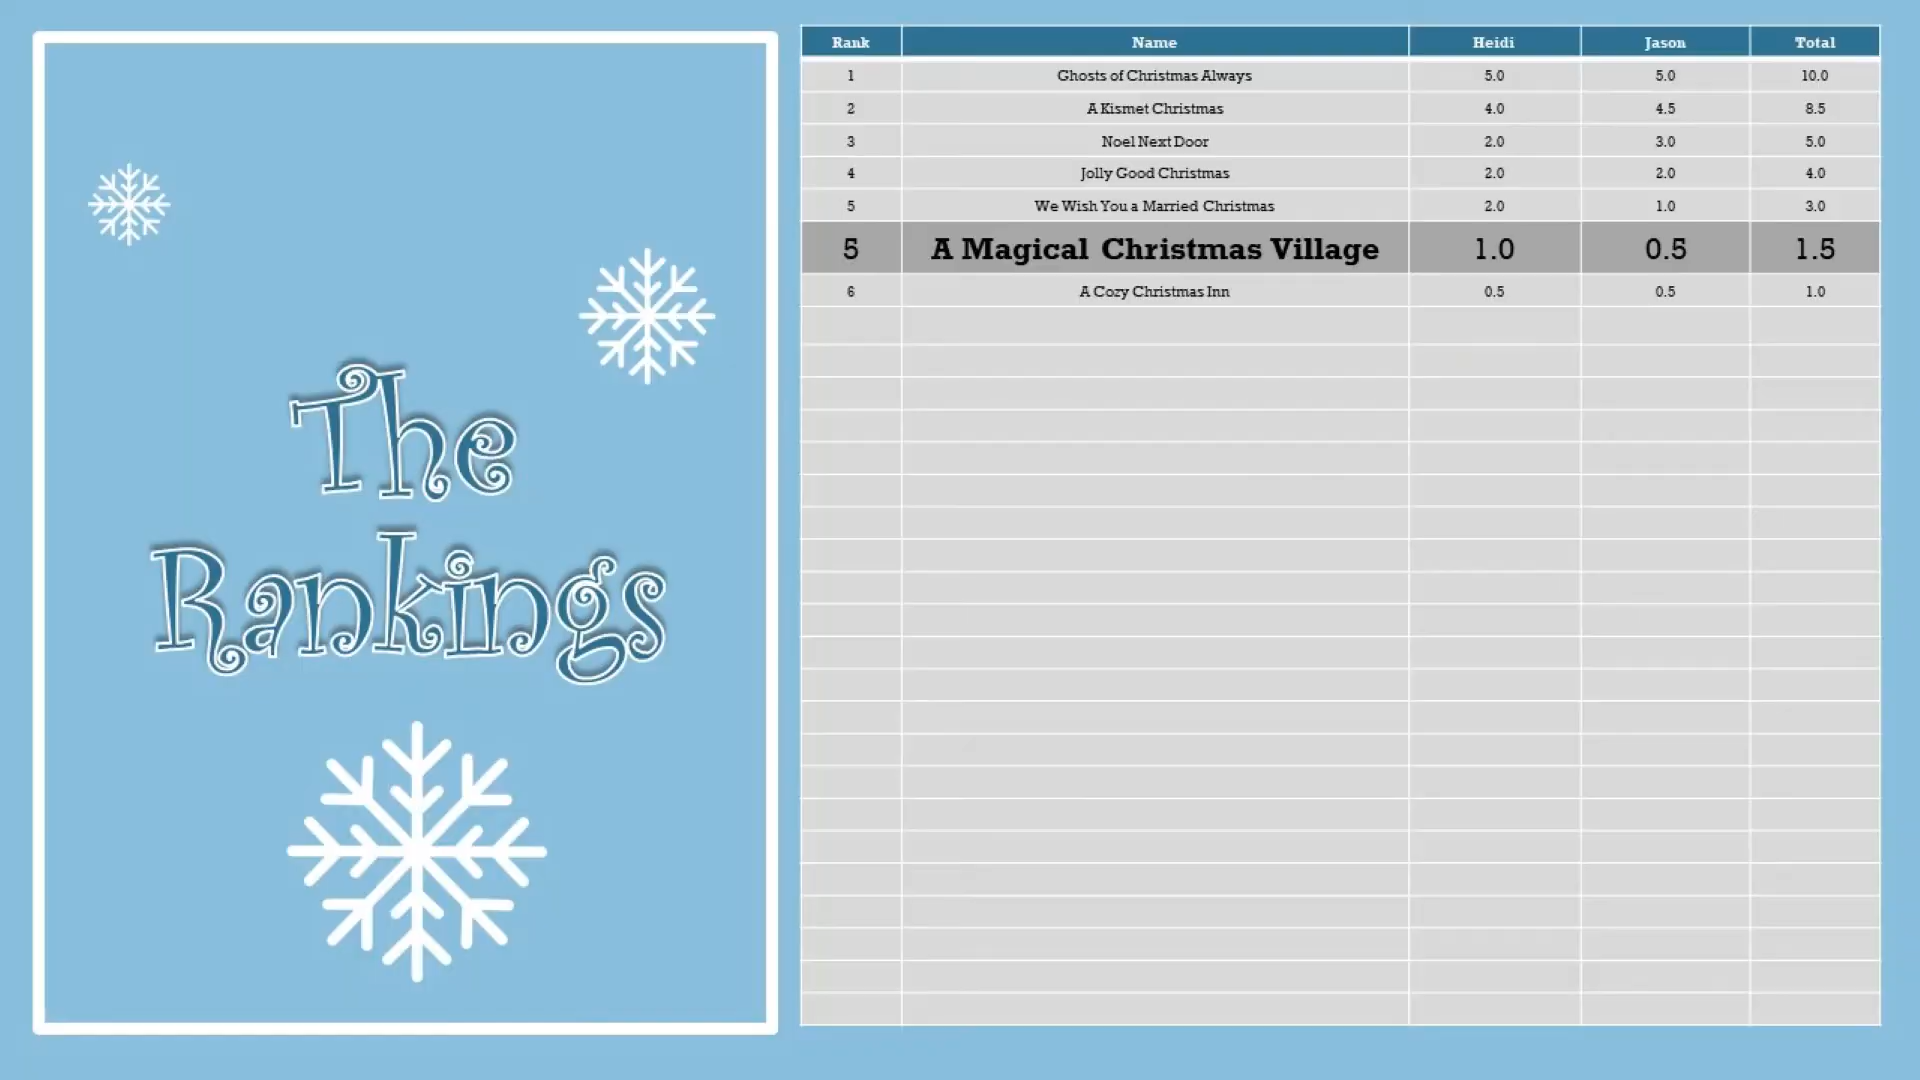 The
Rankings
Rank Name Heidi Jason Total
1 Ghosts of Christmas Always 5.0 5.0 10.0
2 A Kismet Christmas 4.0 4.5 8.5
3 Noel Next Door 2.0 3.0 5.0
4 Jolly Good Christmas 2.0 2.0 4.0
5 We Wish You a Married Christmas 2.0 1.0 3.0
5 A Magical Christmas Village 1.0 0.5 1.5
6 A Cozy Christmas Inn 0.5 0.5 1.0